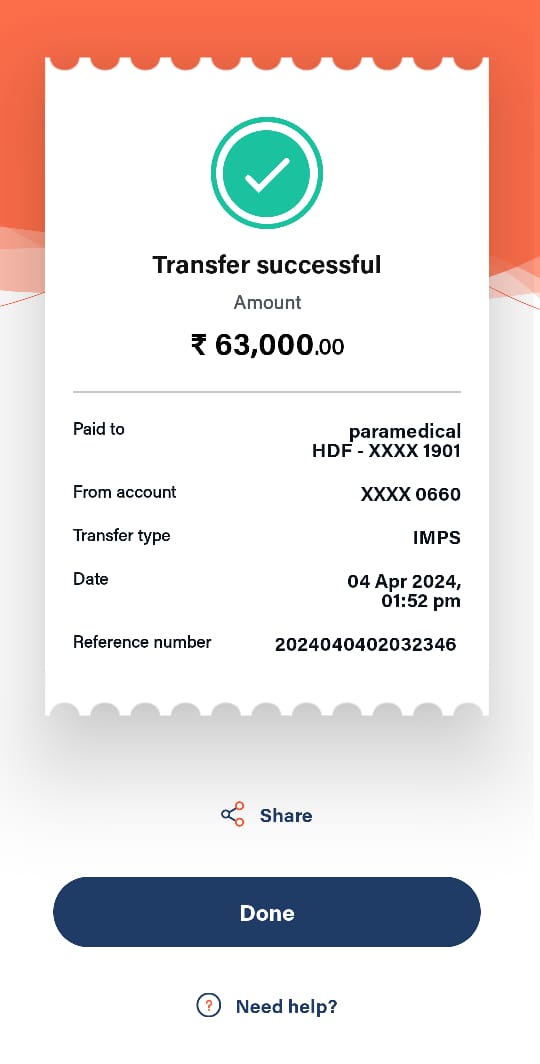 Transfer successful
Amount
₹ 63,000.00
Paid to
paramedical
HDF - XXXX 1901
From account
XXXX 0660
Transfer type
IMPS
Date
04 Apr 2024,
01:52 pm
Reference number
2024040402032346
Share
Done
Need help?